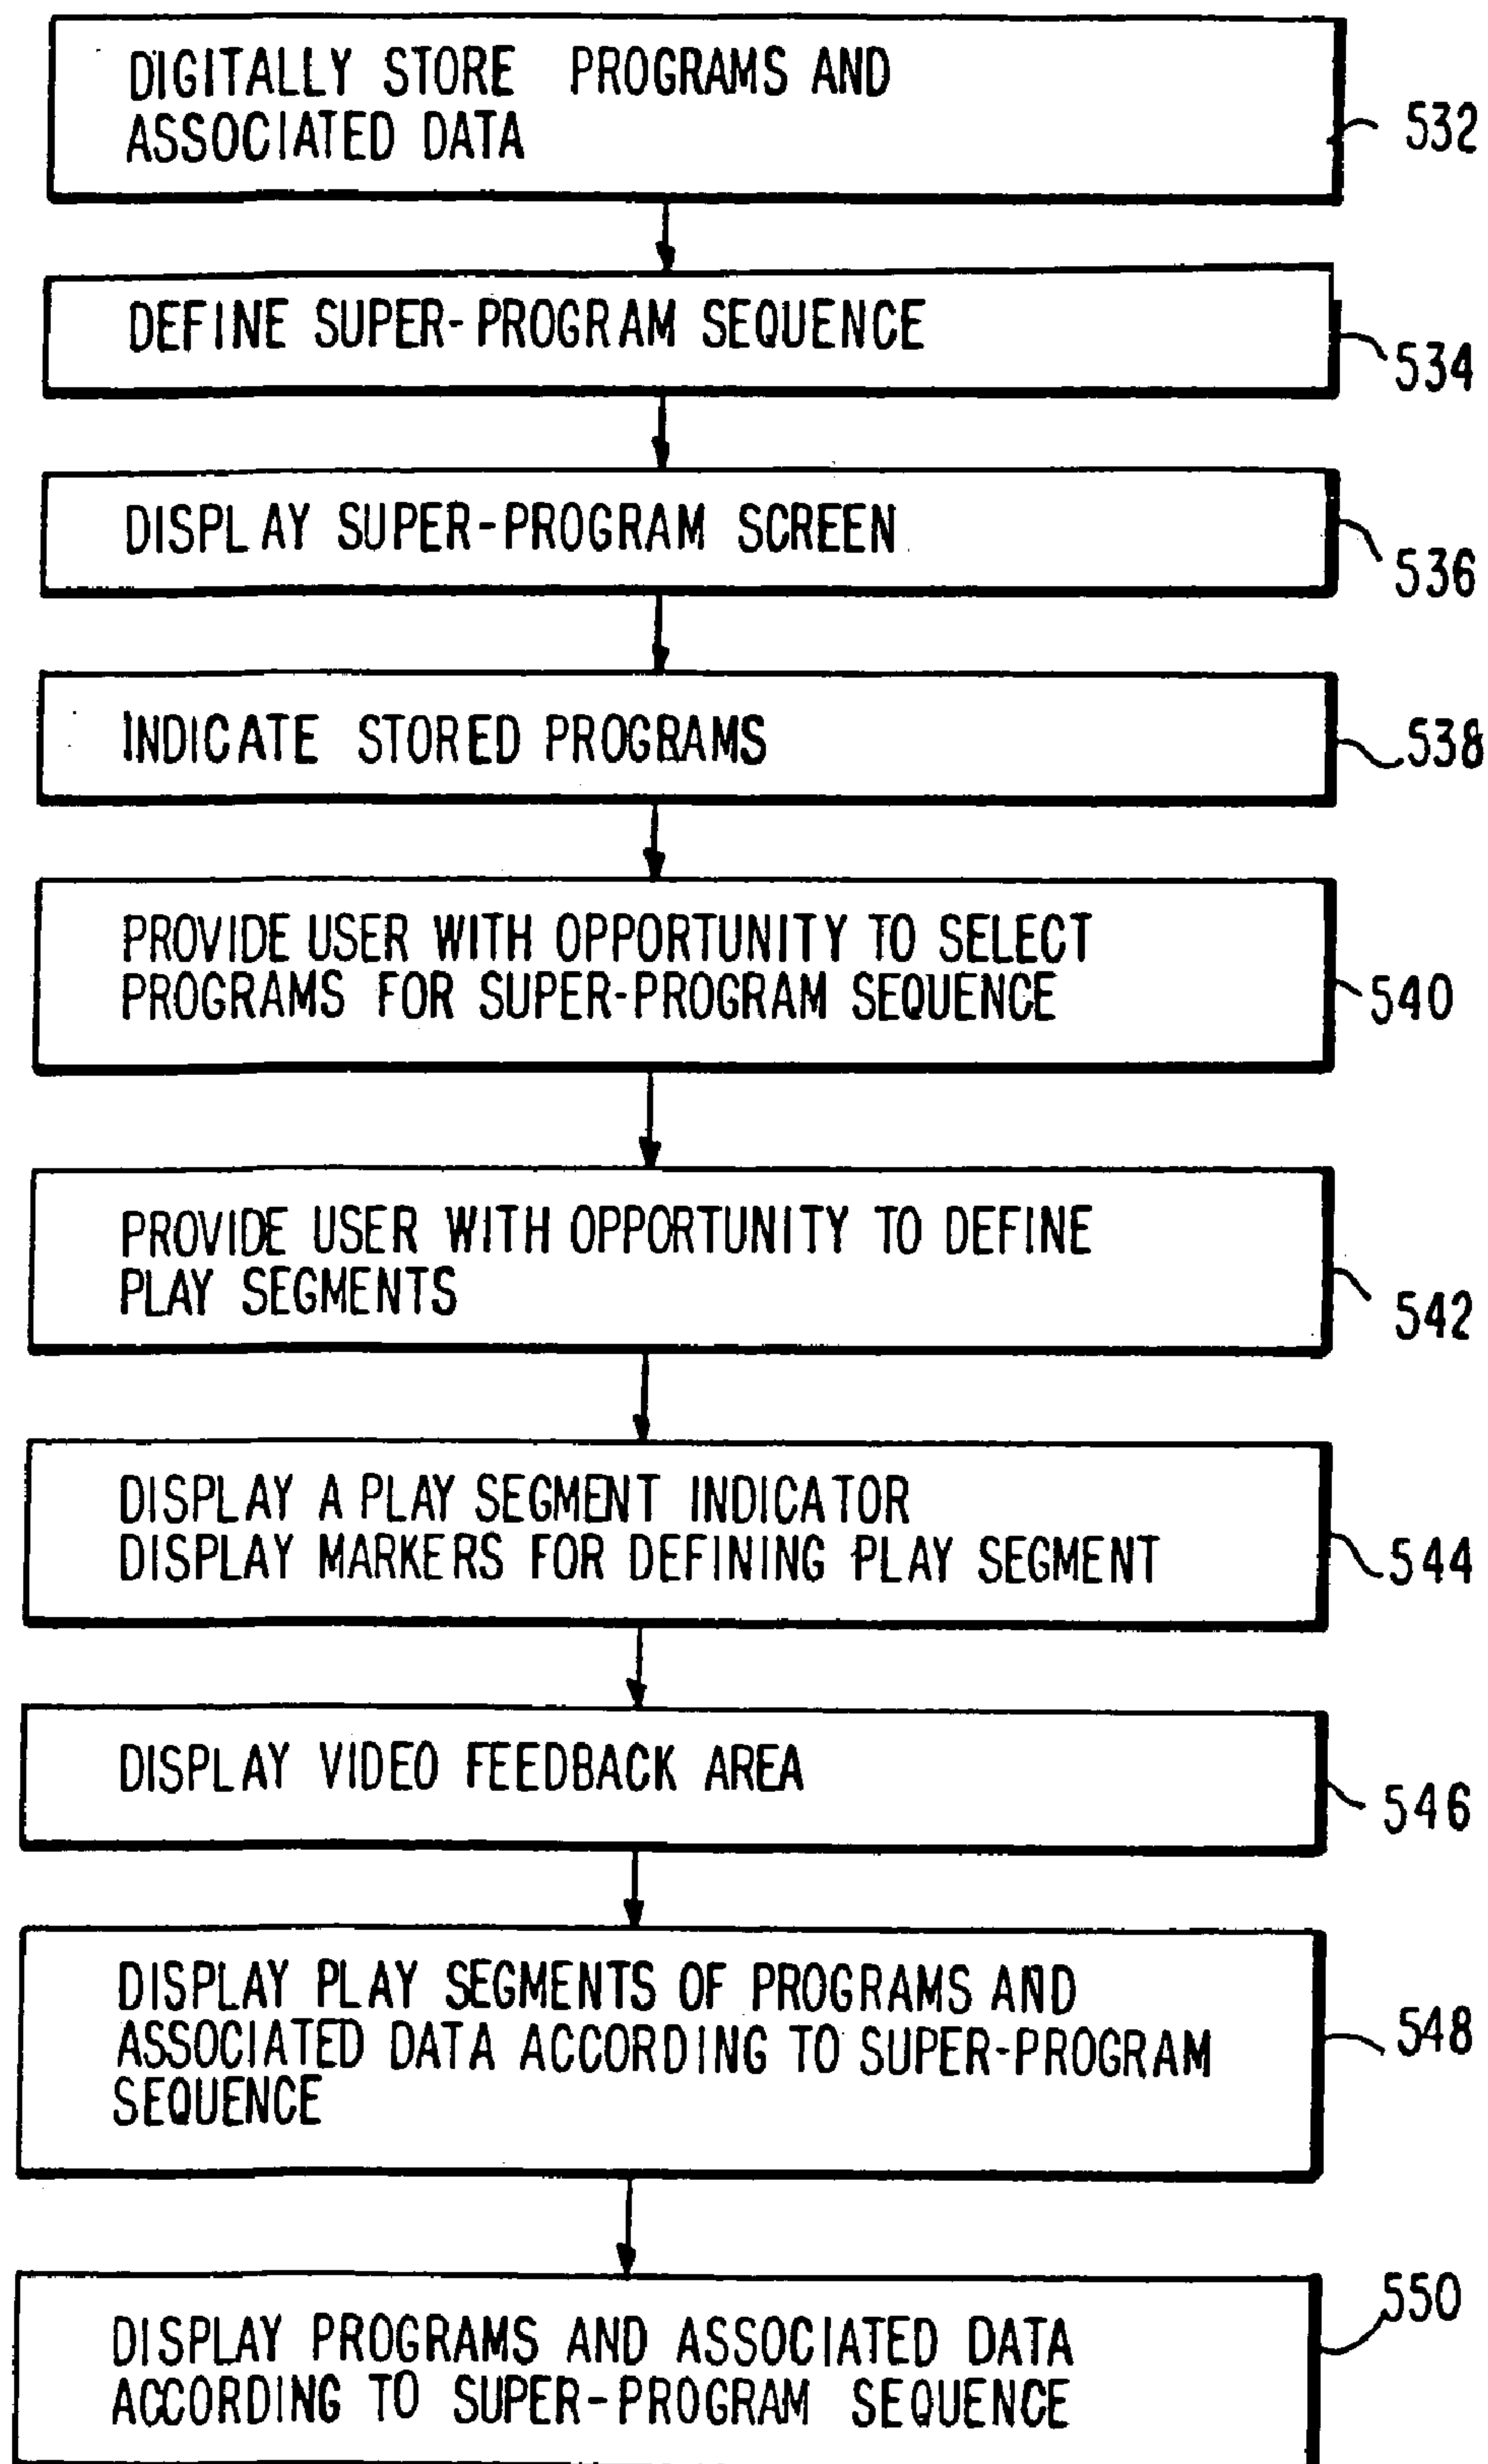 DIGITALLY STORE PROGRAMS AND
ASSOCIATED DATA
532
DEFINE SUPER-PROGRAM SEQUENCE
534
DISPLAY SUPER-PROGRAM SCREEN
536
INDICATE STORED PROGRAMS
538
PROVIDE USER WITH OPPORTUNITY TO SELECT
PROGRAMS FOR SUPER-PROGRAM SEQUENCE
540
PROVIDE USER WITH OPPORTUNITY TO DEFINE
PLAY SEGMENTS
542
DISPLAY A PLAY SEGMENT INDICATOR
DISPLAY MARKERS FOR DEFINING PLAY SEGMENT
544
DISPLAY VIDEO FEEDBACK AREA
546
DISPLAY PLAY SEGMENTS OF PROGRAMS AND
ASSOCIATED DATA ACCORDING TO SUPER-PROGRAM
SEQUENCE
548
DISPLAY PROGRAMS AND ASSOCIATED DATA
ACCORDING TO SUPER-PROGRAM SEQUENCE
550